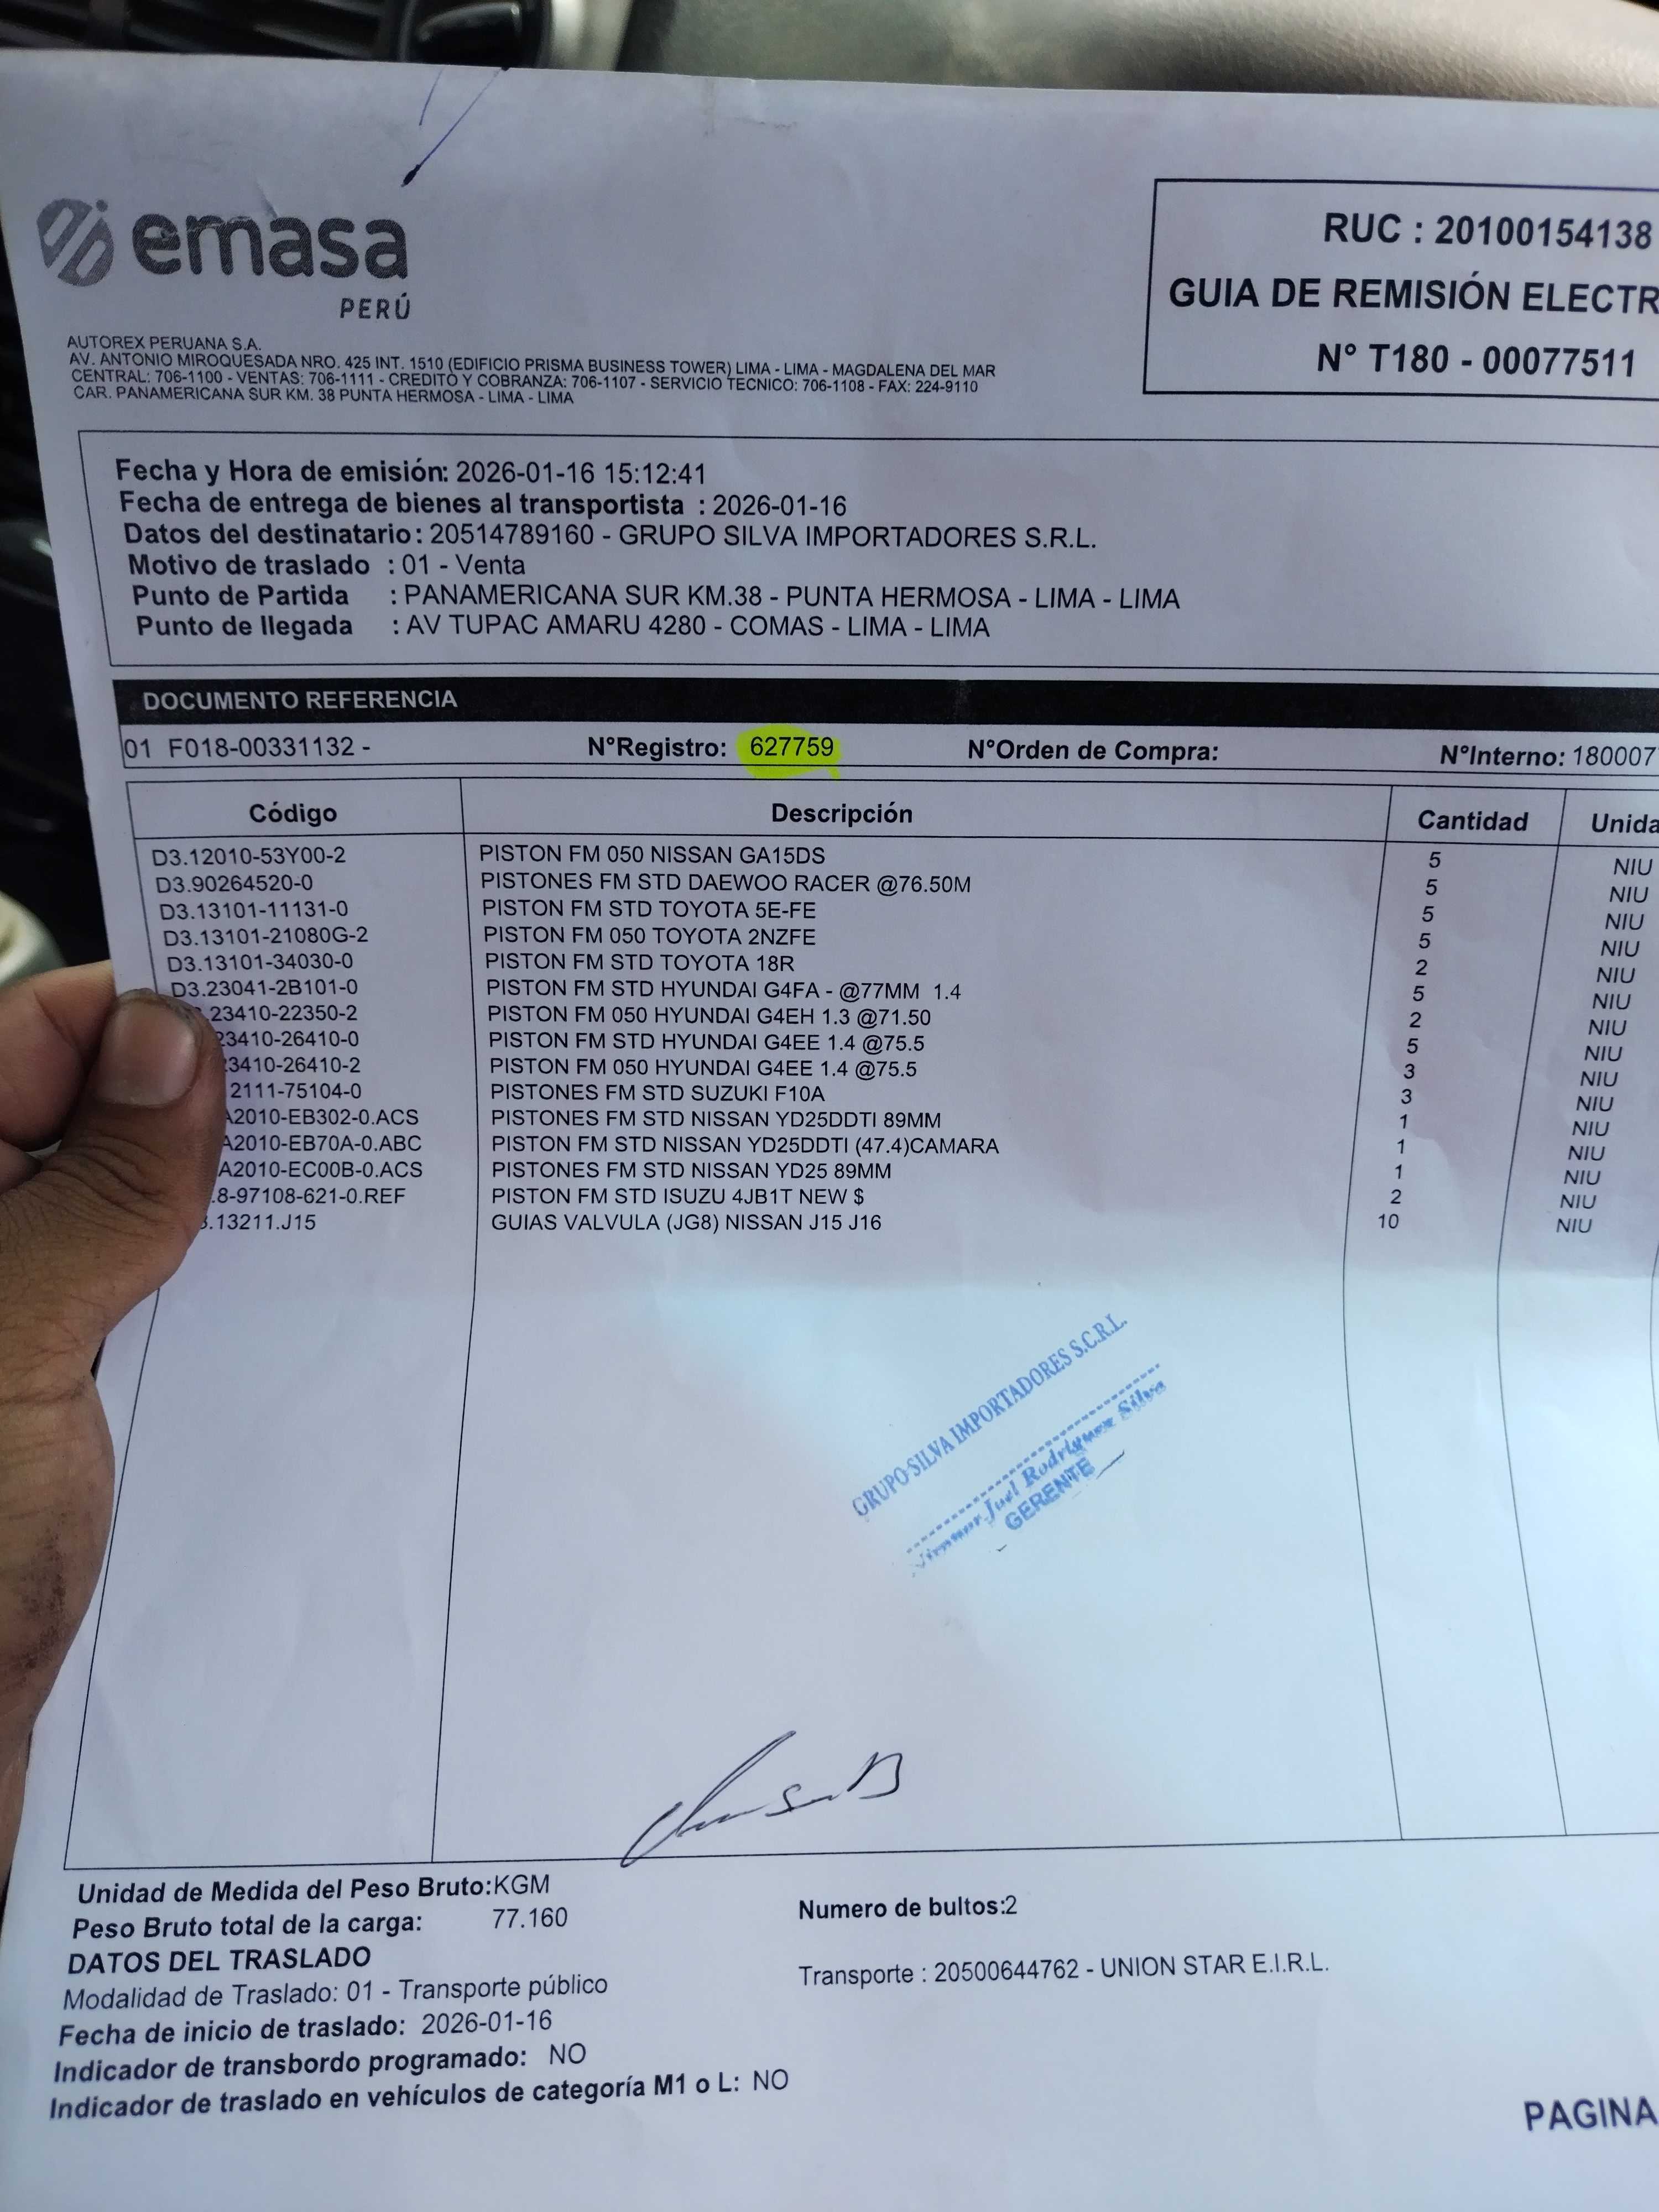 emasa
PERÚ
RUC : 20100154138
GUIA DE REMISIÓN ELECTR
N° T180 - 00077511
AUTOREX PERUANA S.A.
AV. ANTONIO MIROQUESADA NRO. 425 INT. 1510 (EDIFICIO PRISMA BUSINESS TOWER) LIMA - LIMA - MAGDALENA DEL MAR
CENTRAL: 706-1100 - VENTAS: 706-1111 - CREDITO Y COBRANZA: 706-1107 - SERVICIO TECNICO: 706-1108 - FAX: 224-9110
CAR. PANAMERICANA SUR KM. 38 PUNTA HERMOSA - LIMA - LIMA
Fecha y Hora de emisión: 2026-01-16 15:12:41
Fecha de entrega de bienes al transportista : 2026-01-16
Datos del destinatario : 20514789160 - GRUPO SILVA IMPORTADORES S.R.L.
Motivo de traslado : 01 - Venta
Punto de Partida : PANAMERICANA SUR KM.38 - PUNTA HERMOSA - LIMA - LIMA
Punto de llegada : AV TUPAC AMARU 4280 - COMAS - LIMA - LIMA
DOCUMENTO REFERENCIA
01 F018-00331132 - N°Registro: 627759 N°Orden de Compra: N°Interno: 180007
Código Descripción Cantidad Unida
D3.12010-53Y00-2 PISTON FM 050 NISSAN GA15DS 5 NIU
D3.90264520-0 PISTONES FM STD DAEWOO RACER @76.50M 5 NIU
D3.13101-11131-0 PISTON FM STD TOYOTA 5E-FE 5 NIU
D3.13101-21080G-2 PISTON FM 050 TOYOTA 2NZFE 5 NIU
D3.13101-34030-0 PISTON FM STD TOYOTA 18R 2 NIU
D3.23041-2B101-0 PISTON FM STD HYUNDAI G4FA - @77MM 1.4 5 NIU
.23410-22350-2 PISTON FM 050 HYUNDAI G4EH 1.3 @71.50 2 NIU
23410-26410-0 PISTON FM STD HYUNDAI G4EE 1.4 @75.5 5 NIU
3410-26410-2 PISTON FM 050 HYUNDAI G4EE 1.4 @75.5 3 NIU
2111-75104-0 PISTONES FM STD SUZUKI F10A 3 NIU
A2010-EB302-0.ACS PISTONES FM STD NISSAN YD25DDTI 89MM 1 NIU
A2010-EB70A-0.ABC PISTON FM STD NISSAN YD25DDTI (47.4)CAMARA 1 NIU
A2010-EC00B-0.ACS PISTONES FM STD NISSAN YD25 89MM 1 NIU
.8-97108-621-0.REF PISTON FM STD ISUZU 4JB1T NEW $ 2 NIU
.13211.J15 GUIAS VALVULA (JG8) NISSAN J15 J16 10 NIU
GRUPO SILVA IMPORTADORES S.C.R.L.
Joel Rodriguez Silva
GERENTE
Unidad de Medida del Peso Bruto:KGM
Peso Bruto total de la carga: 77.160
Numero de bultos:2
DATOS DEL TRASLADO
Modalidad de Traslado: 01 - Transporte público
Transporte : 20500644762 - UNION STAR E.I.R.L.
Fecha de inicio de traslado: 2026-01-16
Indicador de transbordo programado: NO
Indicador de traslado en vehículos de categoría M1 o L: NO
PAGINA